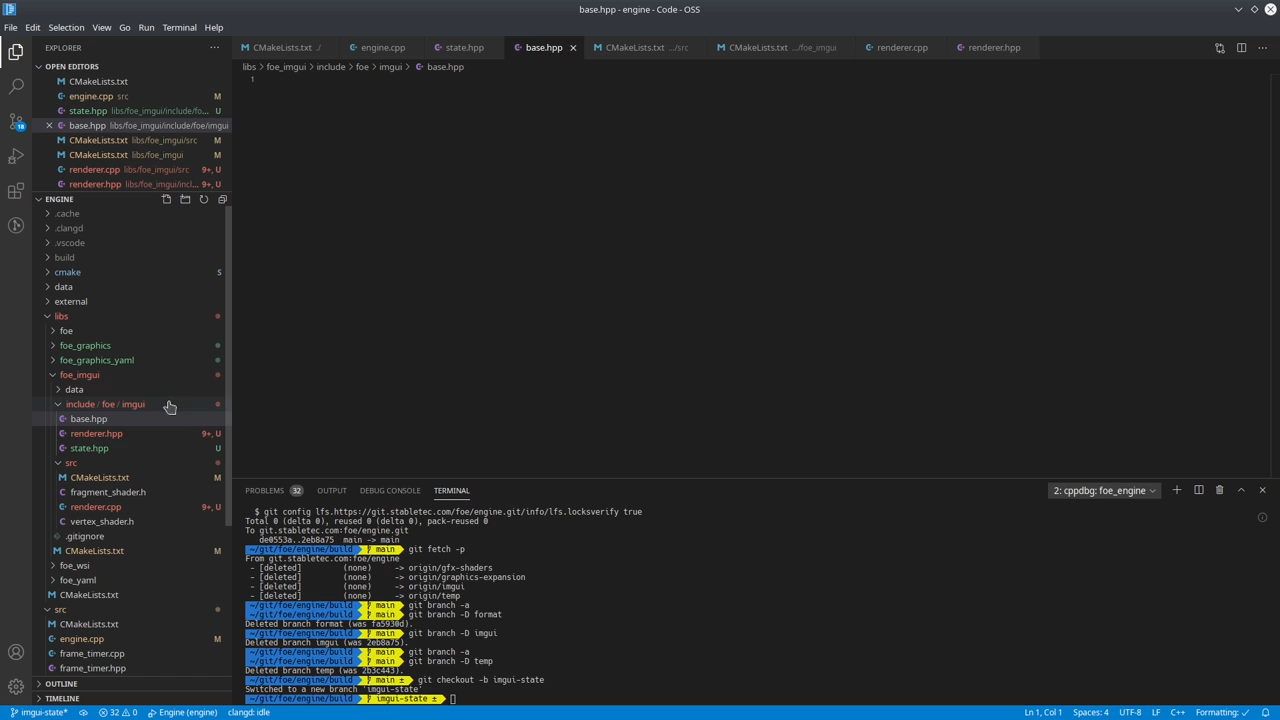 base.hpp - engine - Code - OSS
File Edit Selection View Go Run Terminal Help
EXPLORER
OPEN EDITORS
CMakeLists.txt
engine.cpp src M
state.hpp libs/foe_imgui/include/fo... U
base.hpp libs/foe_imgui/include/foe/imgui
CMakeLists.txt libs/foe_imgui/src M
CMakeLists.txt libs/foe_imgui M
renderer.cpp libs/foe_imgui/src 9+, U
renderer.hpp libs/foe_imgui/incl... 9+, U
ENGINE
.cache
.clangd
.vscode
build
cmake S
data
external
libs
foe
foe_graphics
foe_graphics_yaml
foe_imgui
data
include / foe / imgui
base.hpp
renderer.hpp 9+, U
state.hpp U
src
CMakeLists.txt M
fragment_shader.h
renderer.cpp 9+, U
vertex_shader.h
.gitignore
CMakeLists.txt M
foe_wsi
foe_yaml
CMakeLists.txt
src
CMakeLists.txt
engine.cpp M
frame_timer.cpp
frame_timer.hpp
OUTLINE
TIMELINE
18
CMakeLists.txt ./ engine.cpp state.hpp base.hpp CMakeLists.txt .../src CMakeLists.txt .../foe_imgui renderer.cpp renderer.hpp
libs > foe_imgui > include > foe > imgui > base.hpp
1
PROBLEMS 32 OUTPUT DEBUG CONSOLE TERMINAL 2: cppdbg: foe_engine
$ git config lfs.https://git.stabletec.com/foe/engine.git/info/lfs.locksverify true
Total 0 (delta 0), reused 0 (delta 0), pack-reused 0
To git.stabletec.com:foe/engine.git
de0553a..2eb8a75 main -> main
~/git/foe/engine/build main git fetch -p
From git.stabletec.com:foe/engine
- [deleted] (none) -> origin/gfx-shaders
- [deleted] (none) -> origin/graphics-expansion
- [deleted] (none) -> origin/imgui
- [deleted] (none) -> origin/temp
~/git/foe/engine/build main git branch -a
~/git/foe/engine/build main git branch -D format
Deleted branch format (was fa5930d).
~/git/foe/engine/build main git branch -D imgui
Deleted branch imgui (was 2eb8a75).
~/git/foe/engine/build main git branch -a
~/git/foe/engine/build main git branch -D temp
Deleted branch temp (was 2b3c443).
~/git/foe/engine/build main ± git checkout -b imgui-state
Switched to a new branch 'imgui-state'
~/git/foe/engine/build imgui-state ±
imgui-state* 32 0 Engine (engine) clangd: idle Ln 1, Col 1 Spaces: 4 UTF-8 LF C++ Formatting: ✓